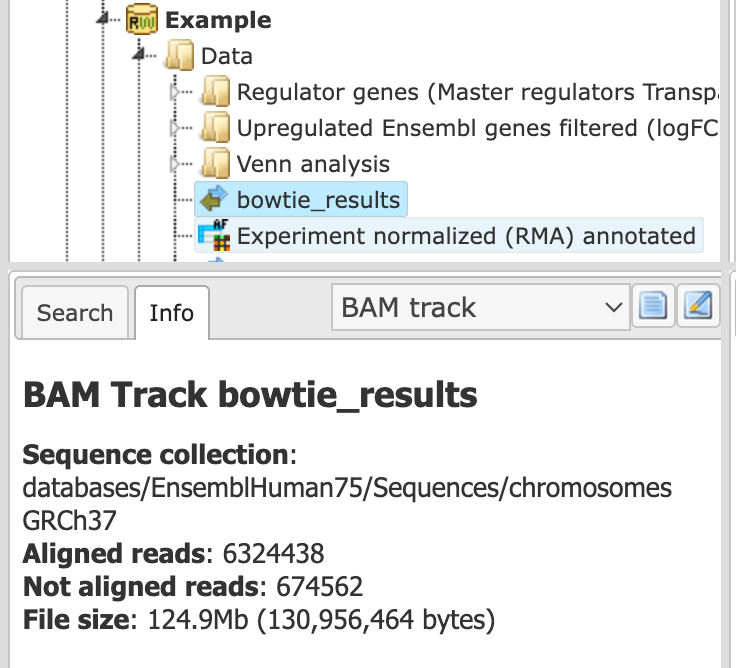 Example
Data
Regulator genes (Master regulators Transpa
Upregulated Ensembl genes filtered (logFC
Venn analysis
bowtie_results
Experiment normalized (RMA) annotated
Search Info BAM track
BAM Track bowtie_results
Sequence collection:
databases/EnsemblHuman75/Sequences/chromosomes
GRCh37
Aligned reads: 6324438
Not aligned reads: 674562
File size: 124.9Mb (130,956,464 bytes)